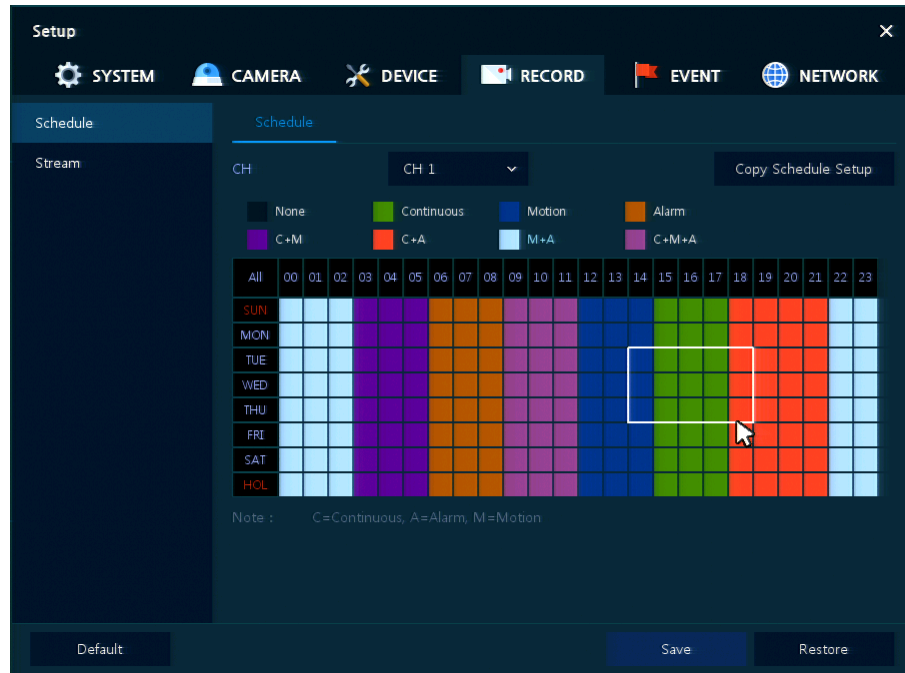 Setup
SYSTEM CAMERA DEVICE RECORD EVENT NETWORK
Schedule
Stream
Schedule
CH CH 1 Copy Schedule Setup
None Continuous Motion Alarm
C+M C+A M+A C+M+A
All 00 01 02 03 04 05 06 07 08 09 10 11 12 13 14 15 16 17 18 19 20 21 22 23
SUN
MON
TUE
WED
THU
FRI
SAT
HOL
Note : C=Continuous, A=Alarm, M=Motion
Default Save Restore